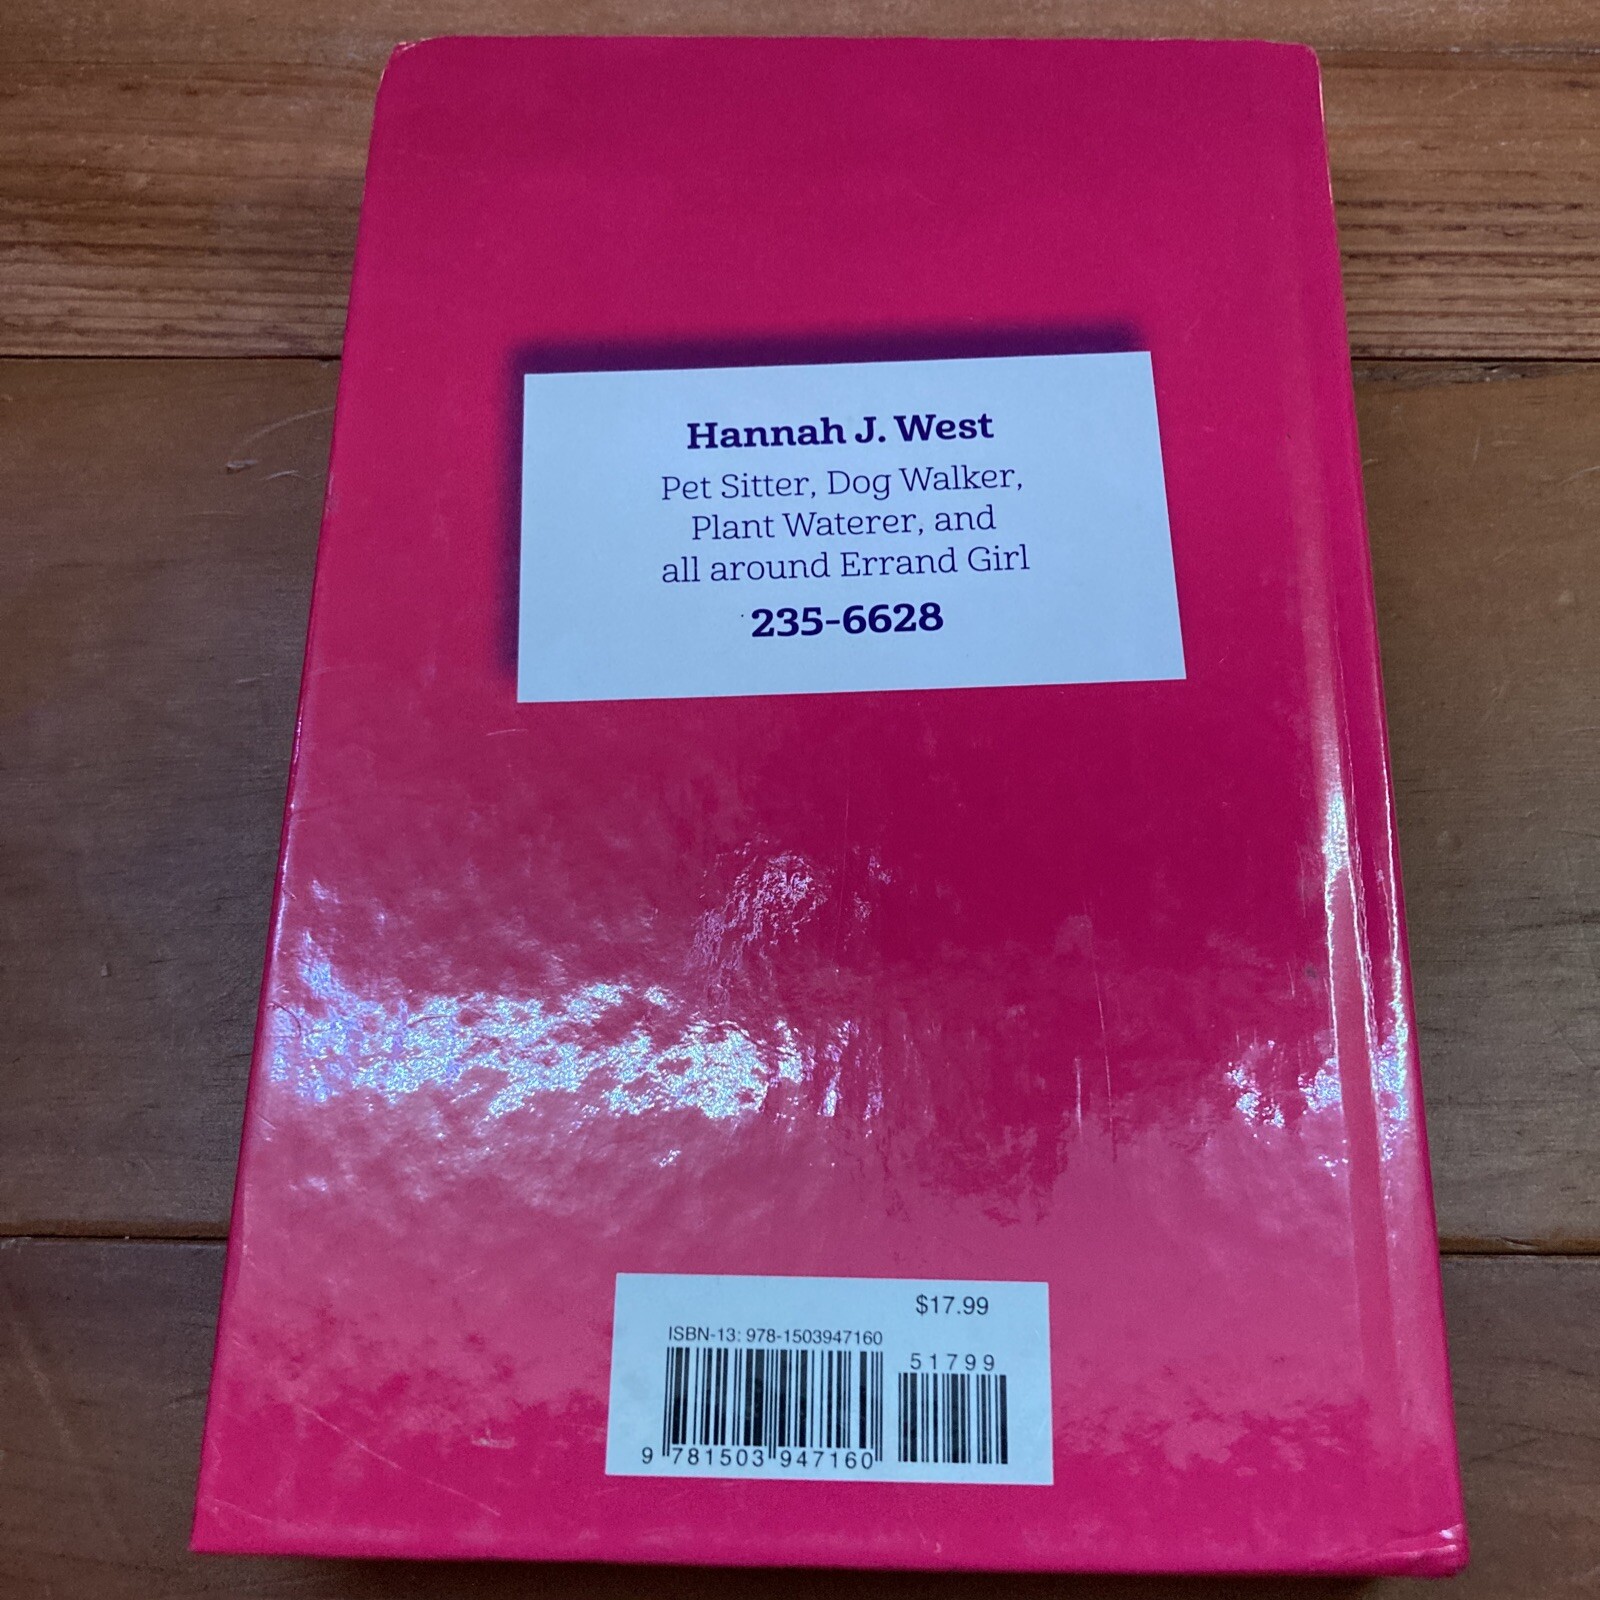 Hannah J. West
Pet Sitter, Dog Walker,
Plant Waterer, and
all around Errand Girl
235-6628
$17.99
ISBN-13: 978-1503947160
51799
9 781503 947160